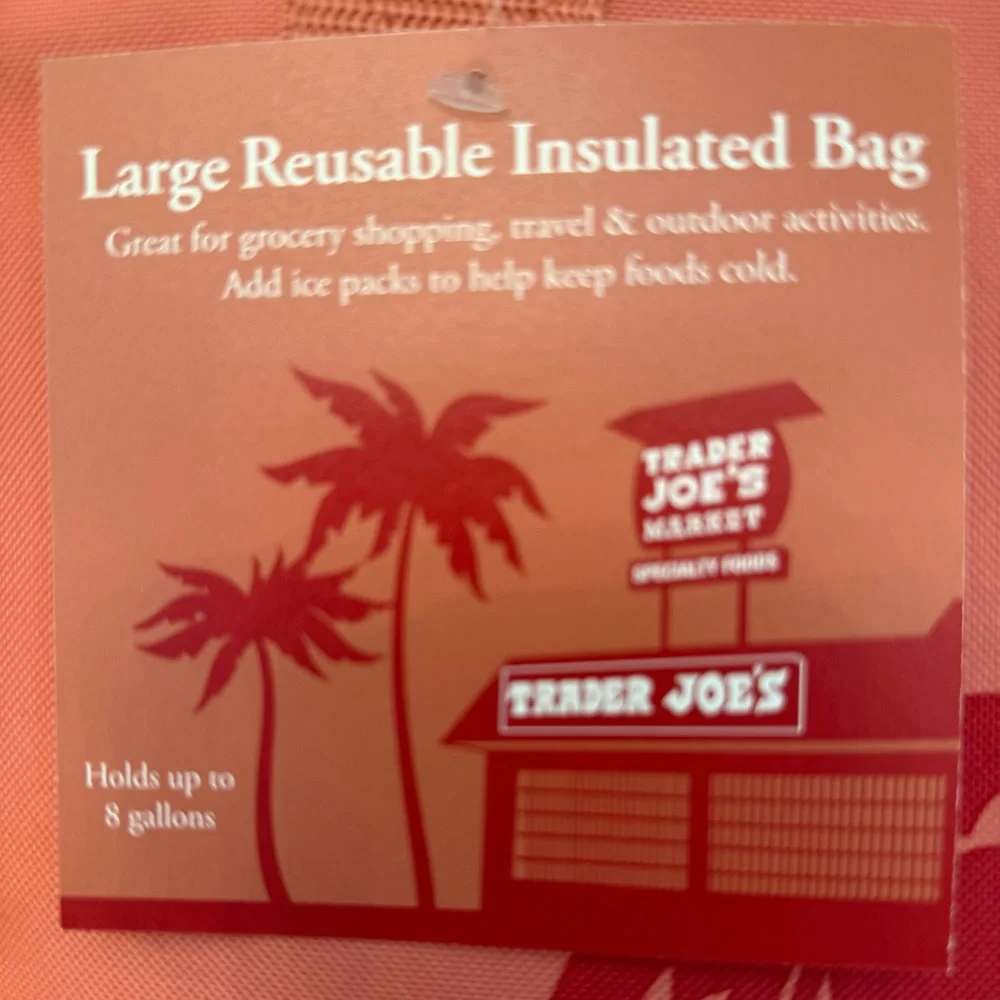 Large Reusable Insulated Bag
Great for grocery shopping, travel & outdoor activities.
Add ice packs to help keep foods cold.
TRADER
JOE'S
MARKET
SPECIALTY FOODS
TRADER JOE'S
Holds up to
8 gallons